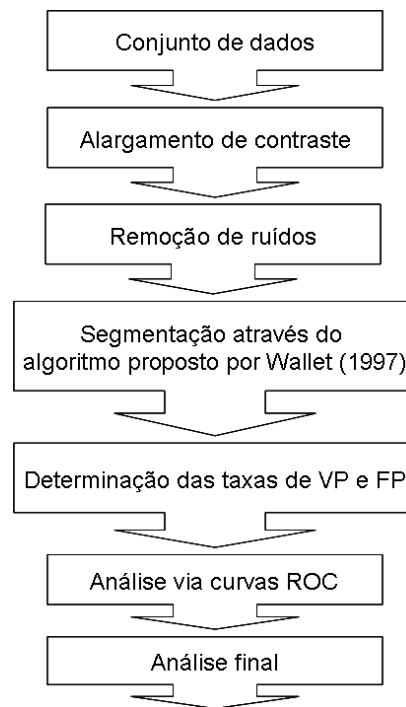 Conjunto de dados
Alargamento de contraste
Remoção de ruídos
Segmentação através do
algoritmo proposto por Wallet (1997)
Determinação das taxas de VP e FP
Análise via curvas ROC
Análise final